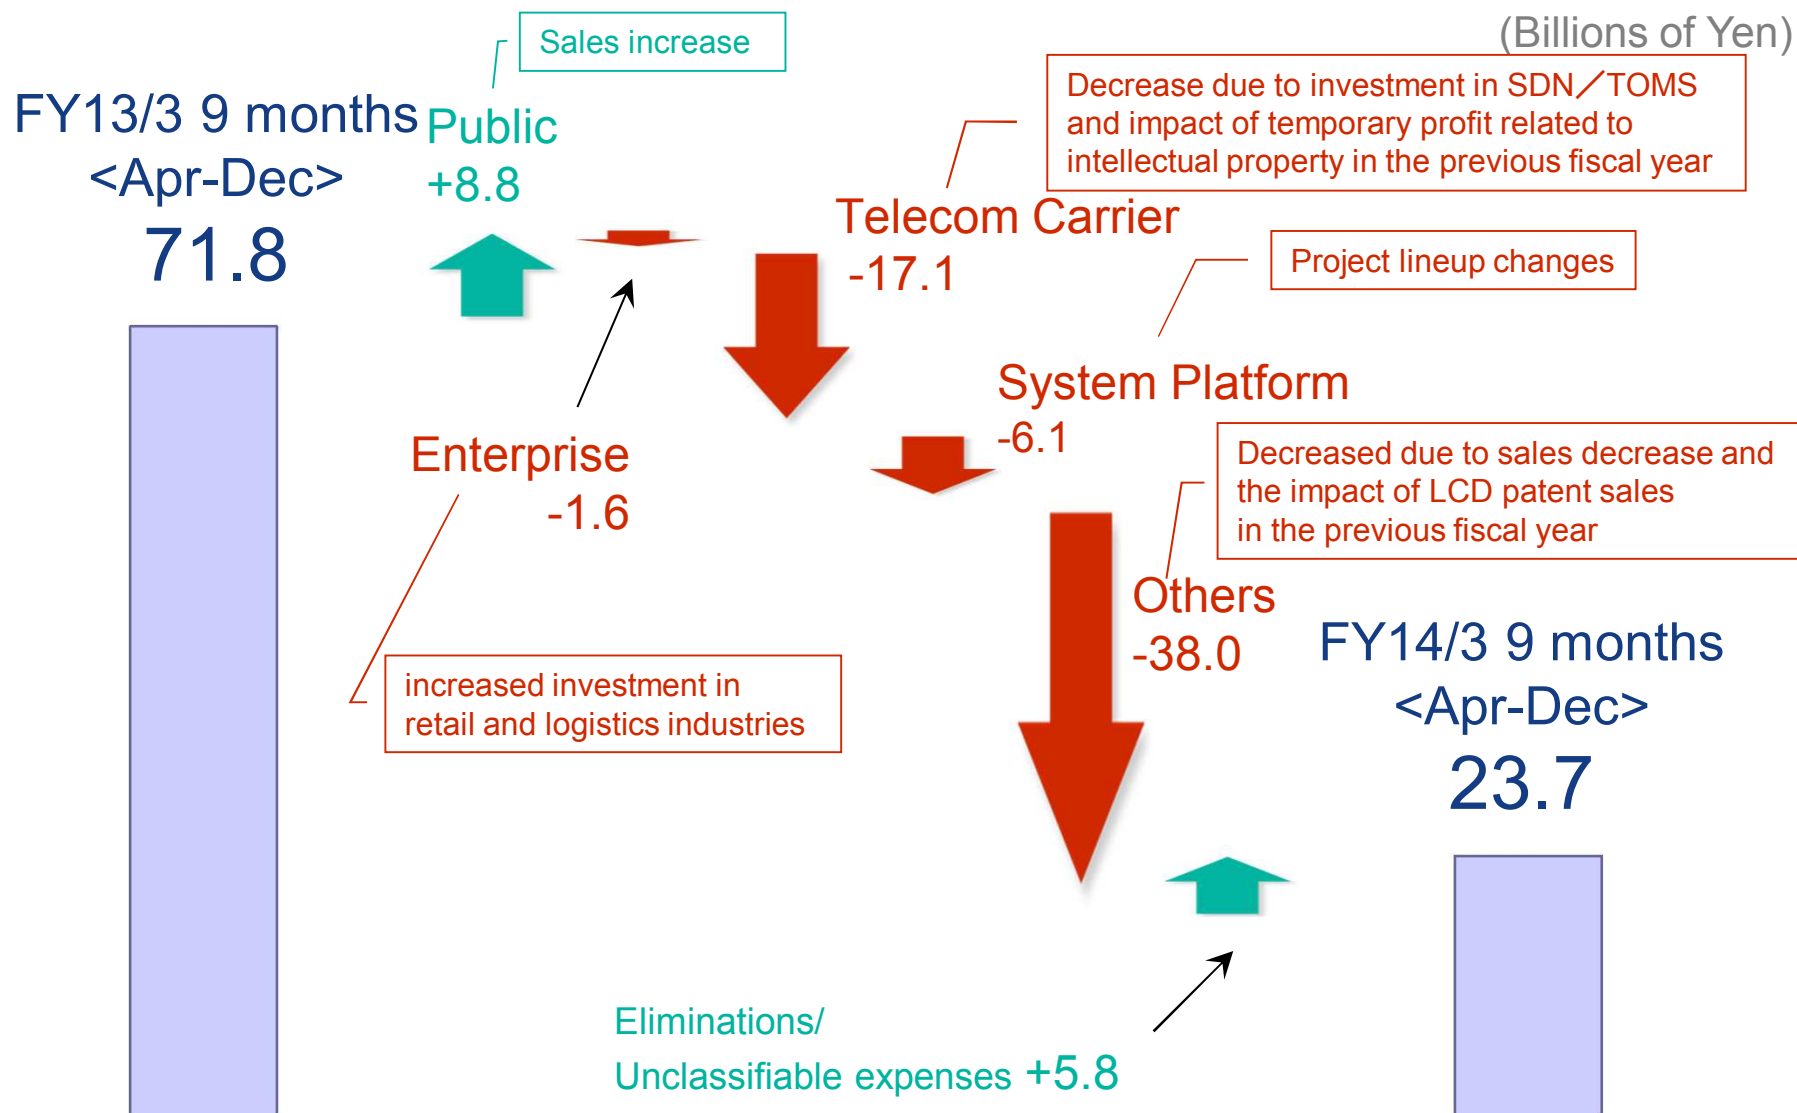 (Billions of Yen)
Sales increase
FY13/3 9 months
<Apr-Dec>
71.8
Public
+8.8
Decrease due to investment in SDN／TOMS
and impact of temporary profit related to
intellectual property in the previous fiscal year
Telecom Carrier
-17.1
Project lineup changes
System Platform
-6.1
Enterprise
-1.6
Decreased due to sales decrease and
the impact of LCD patent sales
in the previous fiscal year
Others
-38.0
increased investment in
retail and logistics industries
FY14/3 9 months
<Apr-Dec>
23.7
Eliminations/
Unclassifiable expenses +5.8